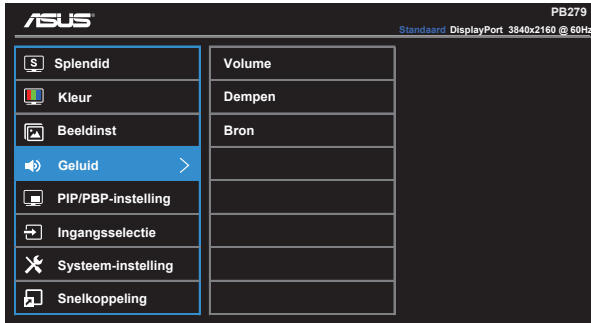 ASUS
PB279
Standaard DisplayPort 3840x2160 @ 60Hz
S Splendid
Kleur
Beeldinst
Geluid
PIP/PBP-instelling
Ingangsselectie
Systeem-instelling
Snelkoppeling
Volume
Dempen
Bron